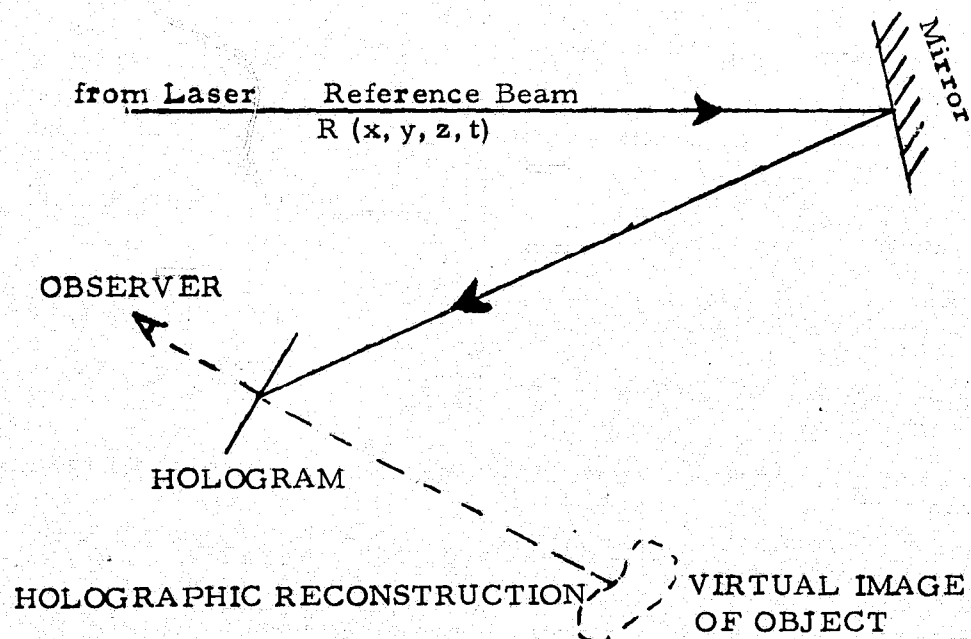 from Laser Reference Beam
R (x, y, z, t)
Mirror
OBSERVER
HOLOGRAM
HOLOGRAPHIC RECONSTRUCTION
VIRTUAL IMAGE
OF OBJECT